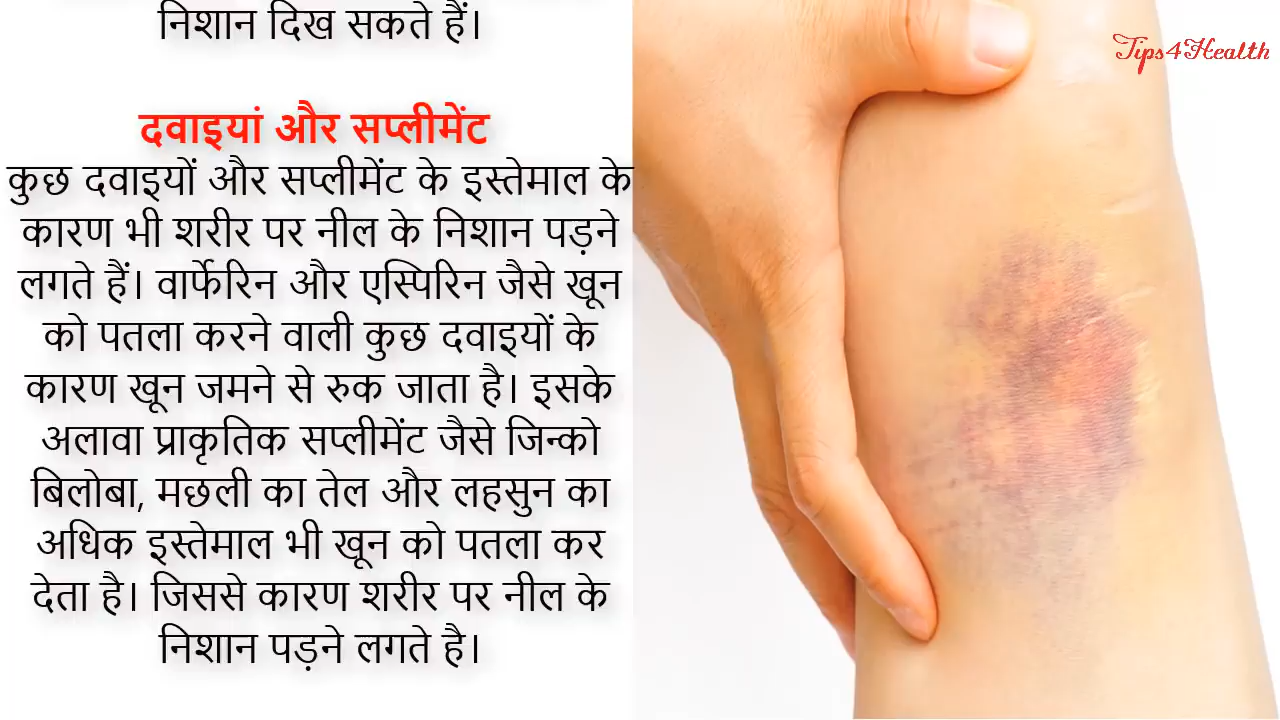 निशान दिख सकते हैं।
Tips4Health
दवाइयां और सप्लीमेंट
कुछ दवाइयों और सप्लीमेंट के इस्तेमाल के
कारण भी शरीर पर नील के निशान पड़ने
लगते हैं। वार्फेरिन और एस्पिरिन जैसे खून
को पतला करने वाली कुछ दवाइयों के
कारण खून जमने से रुक जाता है। इसके
अलावा प्राकृतिक सप्लीमेंट जैसे जिन्को
बिलोबा, मछली का तेल और लहसुन का
अधिक इस्तेमाल भी खून को पतला कर
देता है। जिससे कारण शरीर पर नील के
निशान पड़ने लगते है।